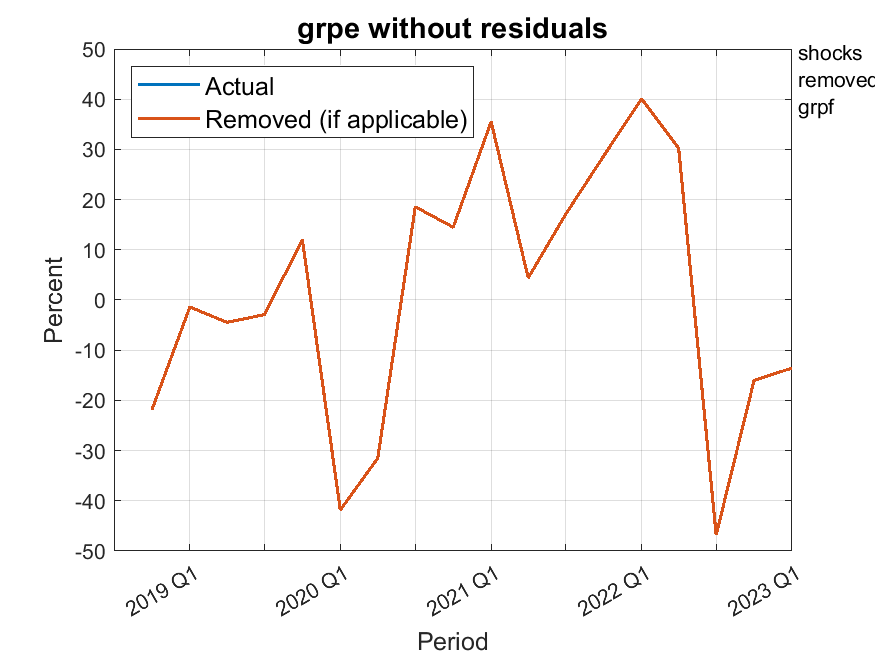 grpe without residuals
shocks
removed
grpf
Actual
Removed (if applicable)
50
40
30
20
10
0
-10
-20
-30
-40
-50
Percent
2019 Q1
2020 Q1
2021 Q1
2022 Q1
2023 Q1
Period